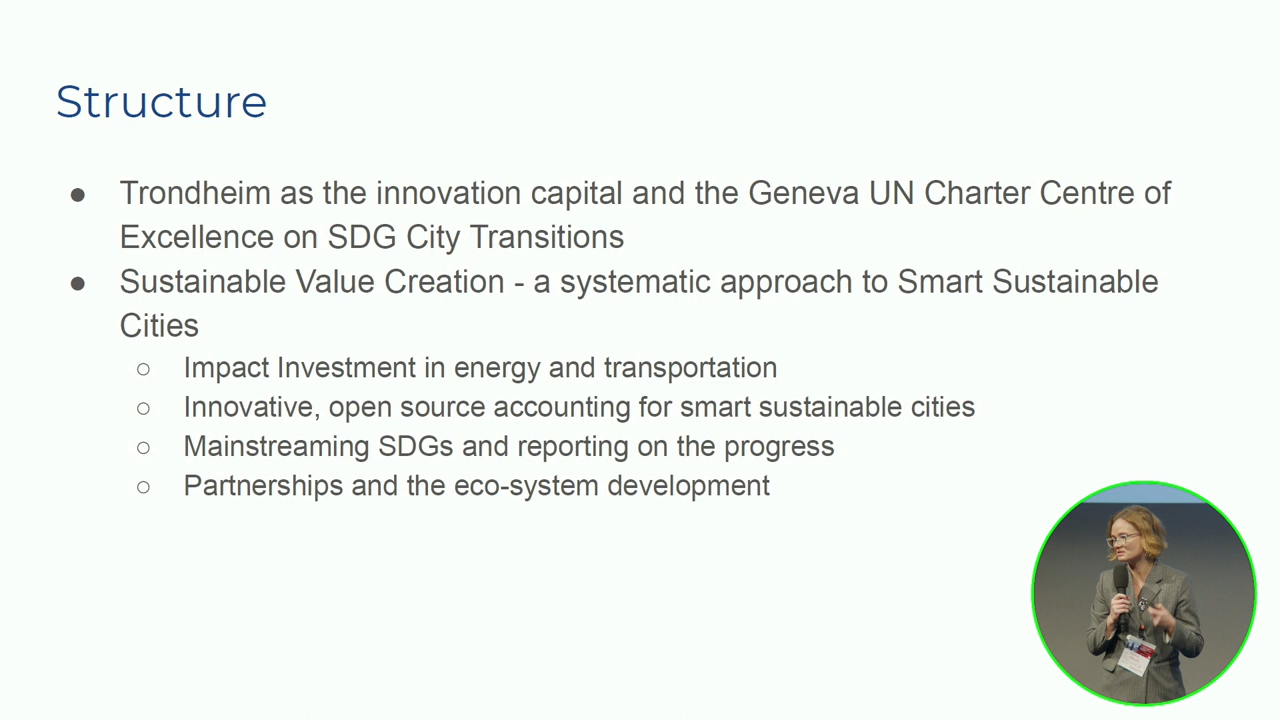 Structure
● Trondheim as the innovation capital and the Geneva UN Charter Centre of
Excellence on SDG City Transitions
● Sustainable Value Creation - a systematic approach to Smart Sustainable
Cities
○ Impact Investment in energy and transportation
○ Innovative, open source accounting for smart sustainable cities
○ Mainstreaming SDGs and reporting on the progress
○ Partnerships and the eco-system development